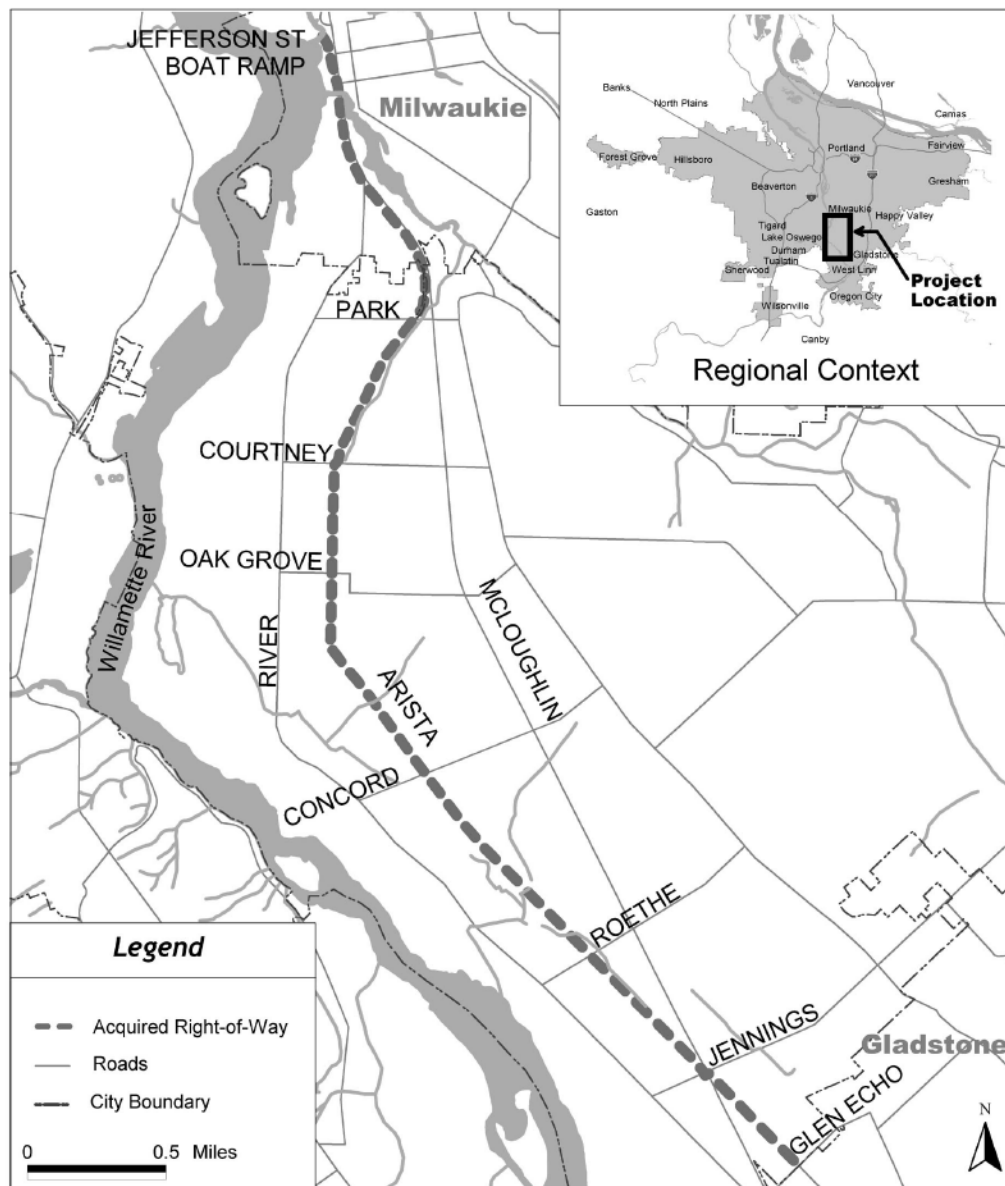 JEFFERSON ST
BOAT RAMP
Milwaukie
PARK
COURTNEY
OAK GROVE
Willamette River
RIVER
MCLOUGHLIN
ARISTA
CONCORD
ROETHE
JENNINGS
Gladstone
GLEN ECHO
N
Banks
North Plains
Vancouver
Camas
Forest Grove
Hillsboro
Portland
Fairview
Beaverton
Gresham
Gaston
Milwaukie
Happy Valley
Tigard
Lake Oswego
Durham
Tualatin
Gladstone
Sherwood
West Linn
Wilsonville
Oregon City
Canby
Project
Location
Regional Context
Legend
Acquired Right-of-Way
Roads
City Boundary
0 0.5 Miles